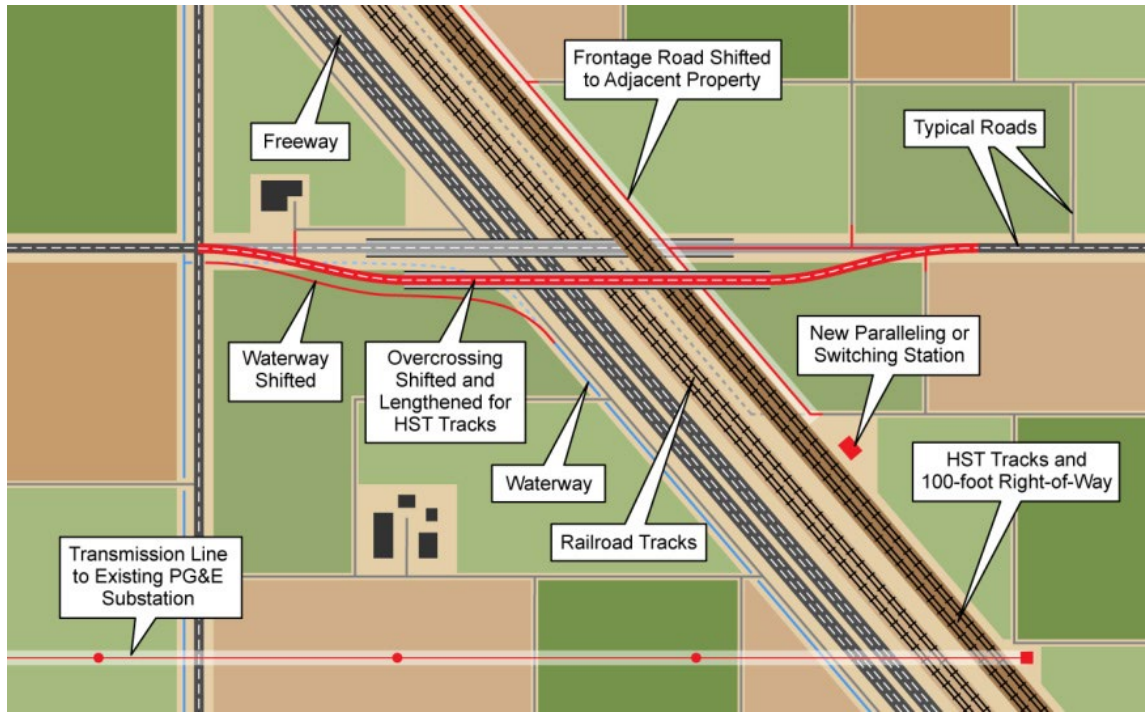 Frontage Road Shifted
to Adjacent Property
Freeway
Typical Roads
New Paralleling or
Switching Station
Waterway
Shifted
Overcrossing
Shifted and
Lengthened for
HST Tracks
Waterway
HST Tracks and
100-foot Right-of-Way
Railroad Tracks
Transmission Line
to Existing PG&E
Substation